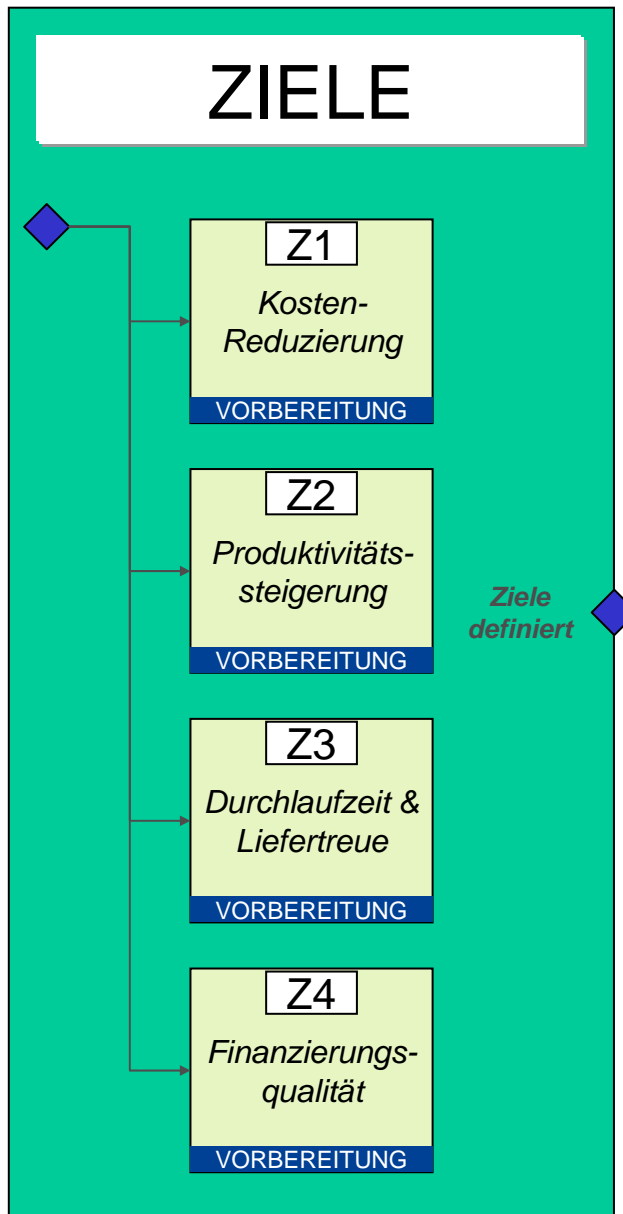 ZIELE
Z1
Kosten-
Reduzierung
VORBEREITUNG
Z2
Produktivitäts-
steigerung
VORBEREITUNG
Ziele
definiert
Z3
Durchlaufzeit &
Liefertreue
VORBEREITUNG
Z4
Finanzierungs-
qualität
VORBEREITUNG